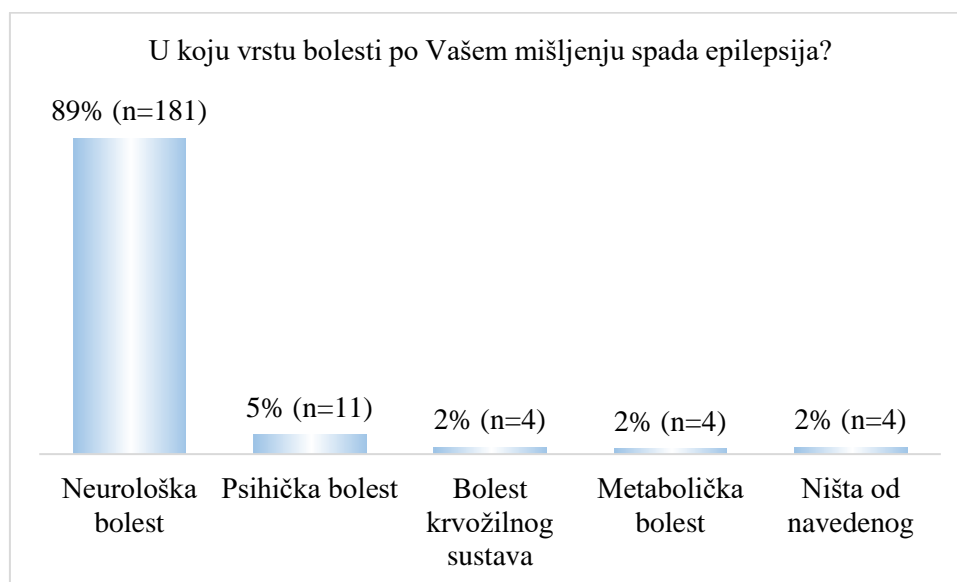 U koju vrstu bolesti po Vašem mišljenju spada epilepsija?
89% (n=181)
5% (n=11)
2% (n=4)
2% (n=4)
2% (n=4)
Neurološka
bolest
Psihička bolest
Bolest
krvožilnog
sustava
Metabolička
bolest
Ništa od
navedenog